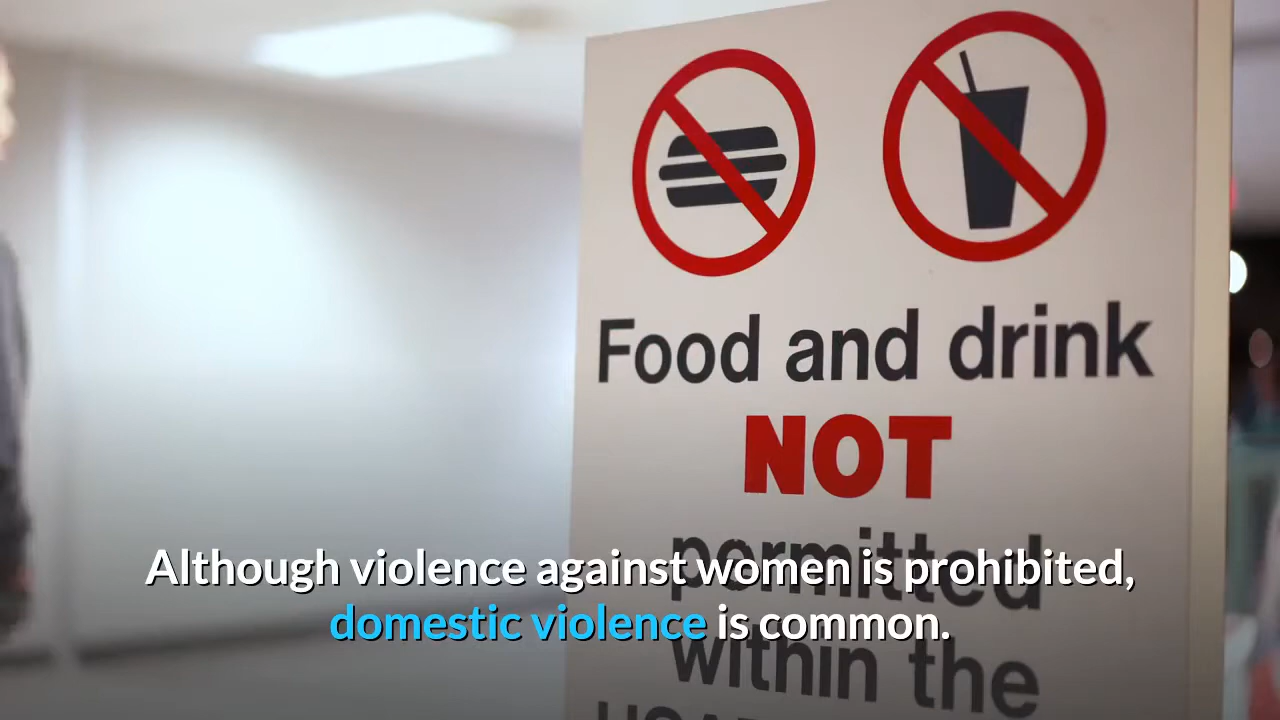 Food and drink
NOT
permitted
within the
Although violence against women is prohibited,
domestic violence is common.